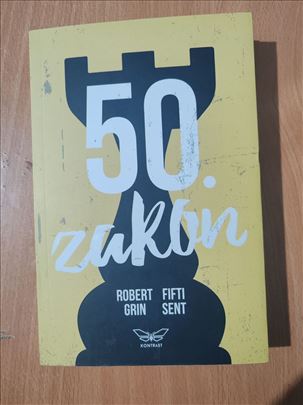 50.
zakon
ROBERT FIFTI
GRIN SENT
KONTRAST